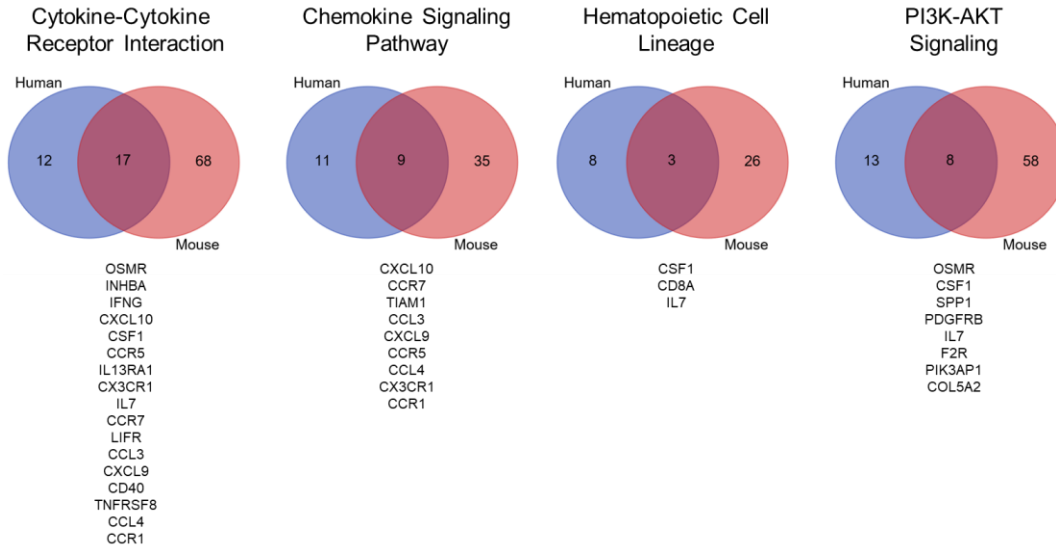 Cytokine-Cytokine
Receptor Interaction
Human
12
17
68
Mouse
OSMR
INHBA
IFNG
CXCL10
CSF1
CCR5
IL13RA1
CX3CR1
IL7
CCR7
LIFR
CCL3
CXCL9
CD40
TNFRSF8
CCL4
CCR1
Chemokine Signaling
Pathway
Human
11
9
35
Mouse
CXCL10
CCR7
TIAM1
CCL3
CXCL9
CCR5
CCL4
CX3CR1
CCR1
Hematopoietic Cell
Lineage
Human
8
3
26
Mouse
CSF1
CD8A
IL7
PI3K-AKT
Signaling
Human
13
8
58
Mouse
OSMR
CSF1
SPP1
PDGFRB
IL7
F2R
PIK3AP1
COL5A2